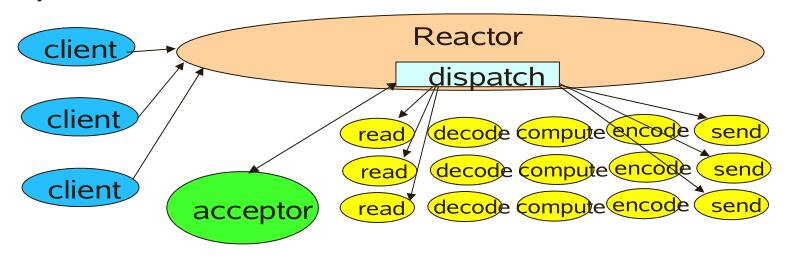 Reactor
client
dispatch
client
read decode compute encode send
read decode compute encode send
client
acceptor
read decode compute encode send